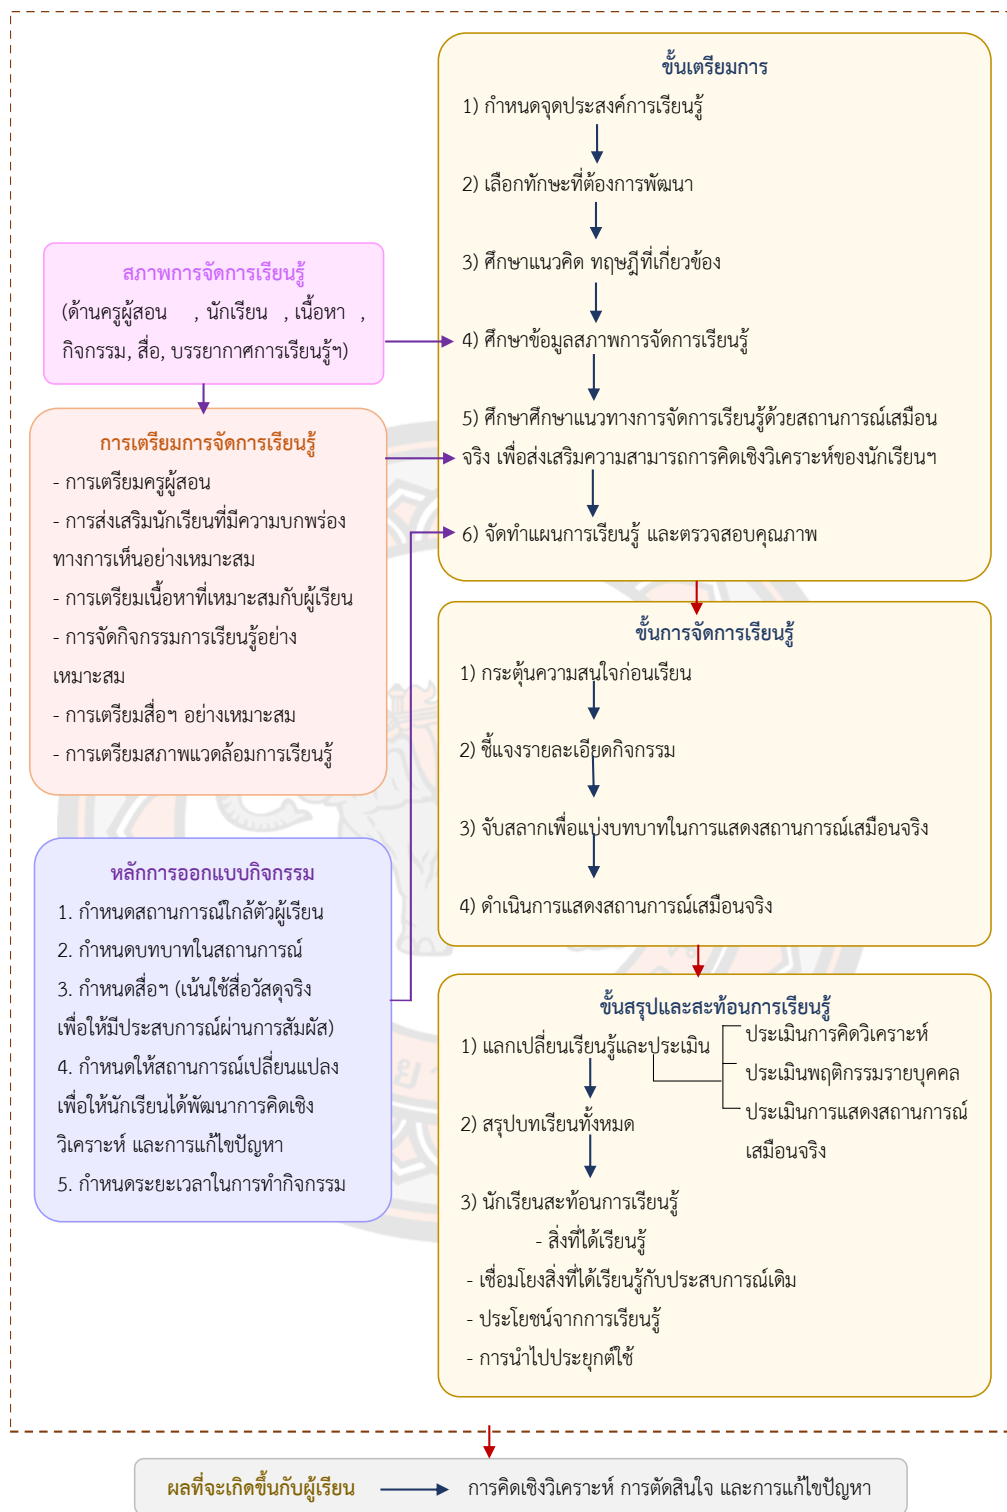 ขั้นเตรียมการ
1) กำหนดจุดประสงค์การเรียนรู้
2) เลือกทักษะที่ต้องการพัฒนา
3) ศึกษาแนวคิด ทฤษฎีที่เกี่ยวข้อง
4) ศึกษาข้อมูลสภาพการจัดการเรียนรู้
5) ศึกษาศึกษาแนวทางการจัดการเรียนรู้ด้วยสถานการณ์เสมือน
จริง เพื่อส่งเสริมความสามารถการคิดเชิงวิเคราะห์ของนักเรียนฯ
6) จัดทำแผนการเรียนรู้ และตรวจสอบคุณภาพ
สภาพการจัดการเรียนรู้
(ด้านครูผู้สอน , นักเรียน , เนื้อหา ,
กิจกรรม, สื่อ, บรรยากาศการเรียนรู้ฯ)
การเตรียมการจัดการเรียนรู้
- การเตรียมครูผู้สอน
- การส่งเสริมนักเรียนที่มีความบกพร่อง
ทางการเห็นอย่างเหมาะสม
- การเตรียมเนื้อหาที่เหมาะสมกับผู้เรียน
- การจัดกิจกรรมการเรียนรู้อย่าง
เหมาะสม
- การเตรียมสื่อฯ อย่างเหมาะสม
- การเตรียมสภาพแวดล้อมการเรียนรู้
หลักการออกแบบกิจกรรม
1. กำหนดสถานการณ์ใกล้ตัวผู้เรียน
2. กำหนดบทบาทในสถานการณ์
3. กำหนดสื่อฯ (เน้นใช้สื่อวัสดุจริง
เพื่อให้มีประสบการณ์ผ่านการสัมผัส)
4. กำหนดให้สถานการณ์เปลี่ยนแปลง
เพื่อให้นักเรียนได้พัฒนาการคิดเชิง
วิเคราะห์ และการแก้ไขปัญหา
5. กำหนดระยะเวลาในการทำกิจกรรม
ขั้นการจัดการเรียนรู้
1) กระตุ้นความสนใจก่อนเรียน
2) ชี้แจงรายละเอียดกิจกรรม
3) จับสลากเพื่อแบ่งบทบาทในการแสดงสถานการณ์เสมือนจริง
4) ดำเนินการแสดงสถานการณ์เสมือนจริง
ขั้นสรุปและสะท้อนการเรียนรู้
1) แลกเปลี่ยนเรียนรู้และประเมิน
ประเมินการคิดวิเคราะห์
ประเมินพฤติกรรมรายบุคคล
ประเมินการแสดงสถานการณ์
เสมือนจริง
2) สรุปบทเรียนทั้งหมด
3) นักเรียนสะท้อนการเรียนรู้
- สิ่งที่ได้เรียนรู้
- เชื่อมโยงสิ่งที่ได้เรียนรู้กับประสบการณ์เดิม
- ประโยชน์จากการเรียนรู้
- การนำไปประยุกต์ใช้
ผลที่จะเกิดขึ้นกับผู้เรียน
การคิดเชิงวิเคราะห์ การตัดสินใจ และการแก้ไขปัญหา